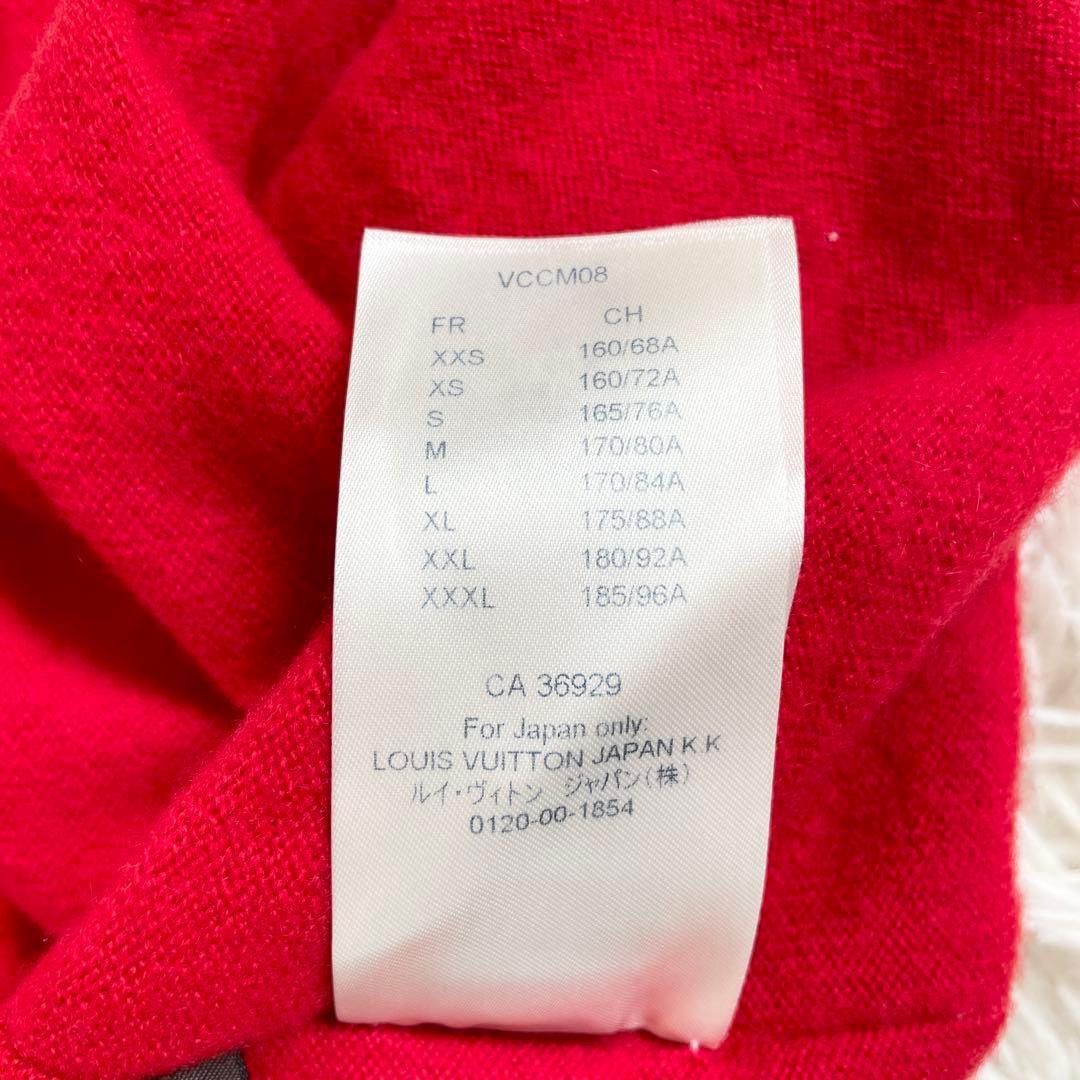 VCCM08
FR CH
XXS 160/68A
XS 160/72A
S 165/76A
M 170/80A
L 170/84A
XL 175/88A
XXL 180/92A
XXXL 185/96A
CA 36929
For Japan only:
LOUIS VUITTON JAPAN K.K
ルイ・ヴィトン ジャパン(株)
0120-00-1854